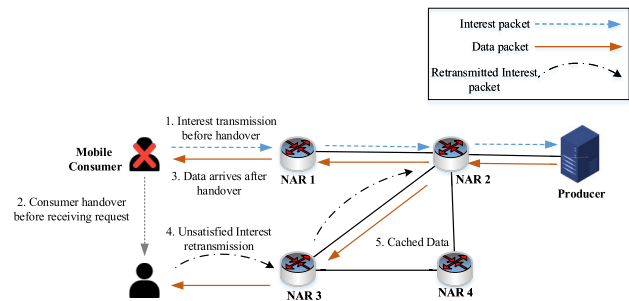 Interest packet
Data packet
Retransmitted Interest,
packet
1. Interest transmission
before handover
Mobile
Consumer
3. Data arrives after
handover
NAR 1
NAR 2
Producer
2. Consumer handover
before receiving request
4. Unsatisfied Interest
retransmission
5. Cached Data
NAR 3
NAR 4